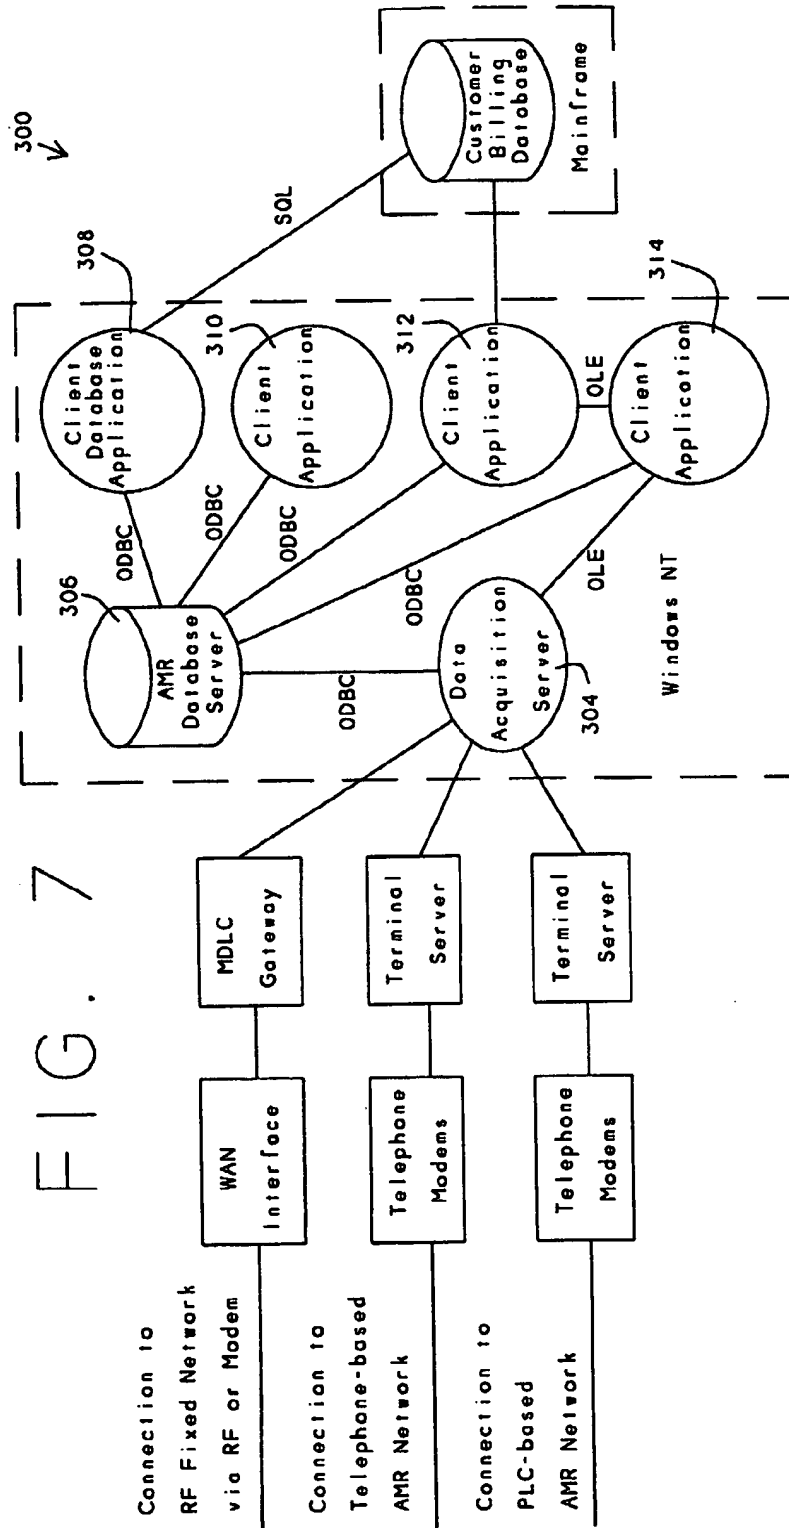 FIG. 7
300
Connection to
RF Fixed Network
via RF or Modem
WAN
Interface
MDLC
Gateway
Connection to
Telephone-based
AMR Network
Telephone
Modems
Terminal
Server
Connection to
PLC-based
AMR Network
Telephone
Modems
Terminal
Server
306
AMR
Database
Server
ODBC
ODBC
ODBC
ODBC
ODBC
Data
Acquisition
Server
304
OLE
Windows NT
Client
Database
Application
308
Client
Application
310
Client
Application
312
OLE
Client
Application
314
SQL
Customer
Billling
Database
Mainframe